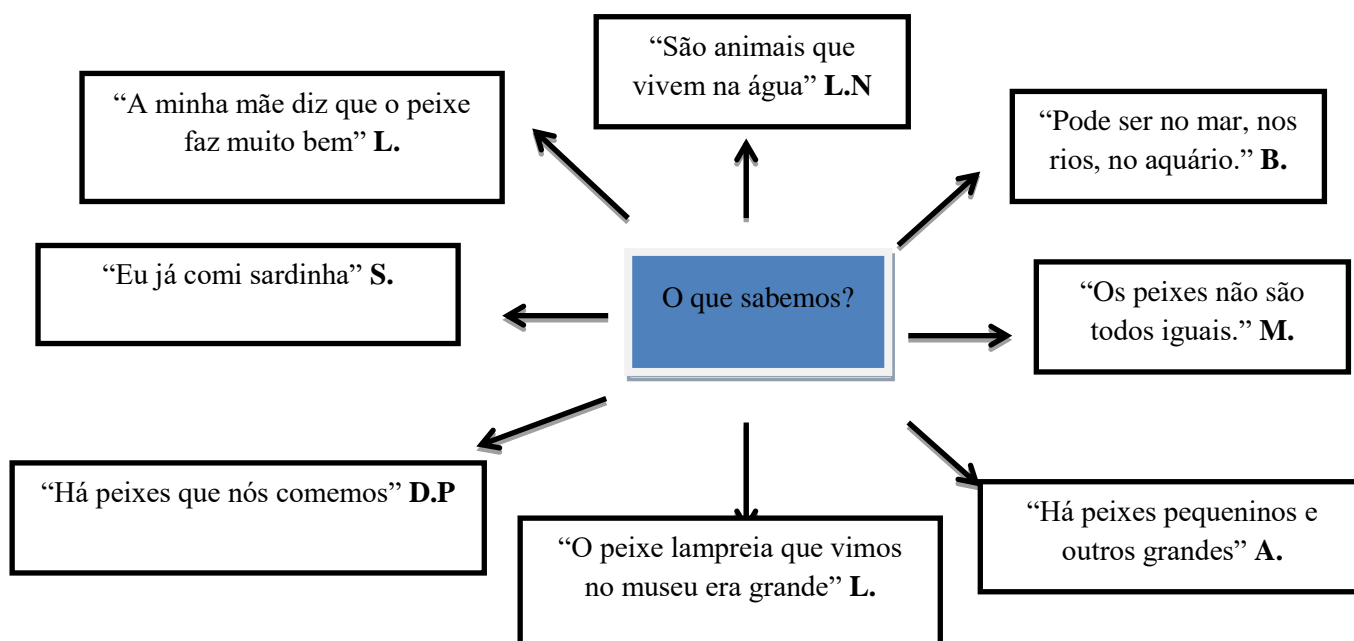 “São animais que
vivem na água” L.N
“A minha mãe diz que o peixe
faz muito bem” L.
“Pode ser no mar, nos
rios, no aquário.” B.
“Eu já comi sardinha” S.
O que sabemos?
“Os peixes não são
todos iguais.” M.
“Há peixes que nós comemos” D.P
“O peixe lampreia que vimos
no museu era grande” L.
“Há peixes pequeninos e
outros grandes” A.